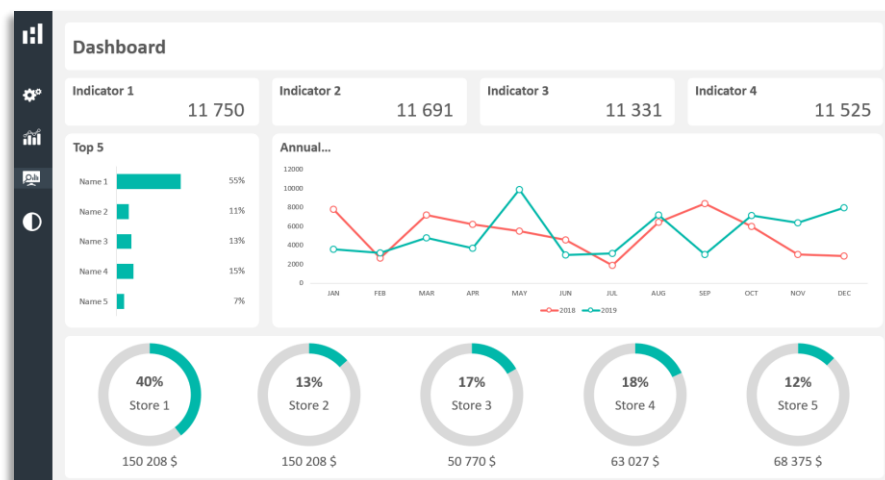 Dashboard
Indicator 1
11 750
Indicator 2
11 691
Indicator 3
11 331
Indicator 4
11 525
Top 5
Name 1 55%
Name 2 11%
Name 3 13%
Name 4 15%
Name 5 7%
Annual...
12000
10000
8000
6000
4000
2000
0
JAN FEB MAR APR MAY JUN JUL AUG SEP OCT NOV DEC
2018 2019
40%
Store 1
150 208 $
13%
Store 2
150 208 $
17%
Store 3
50 770 $
18%
Store 4
63 027 $
12%
Store 5
68 375 $